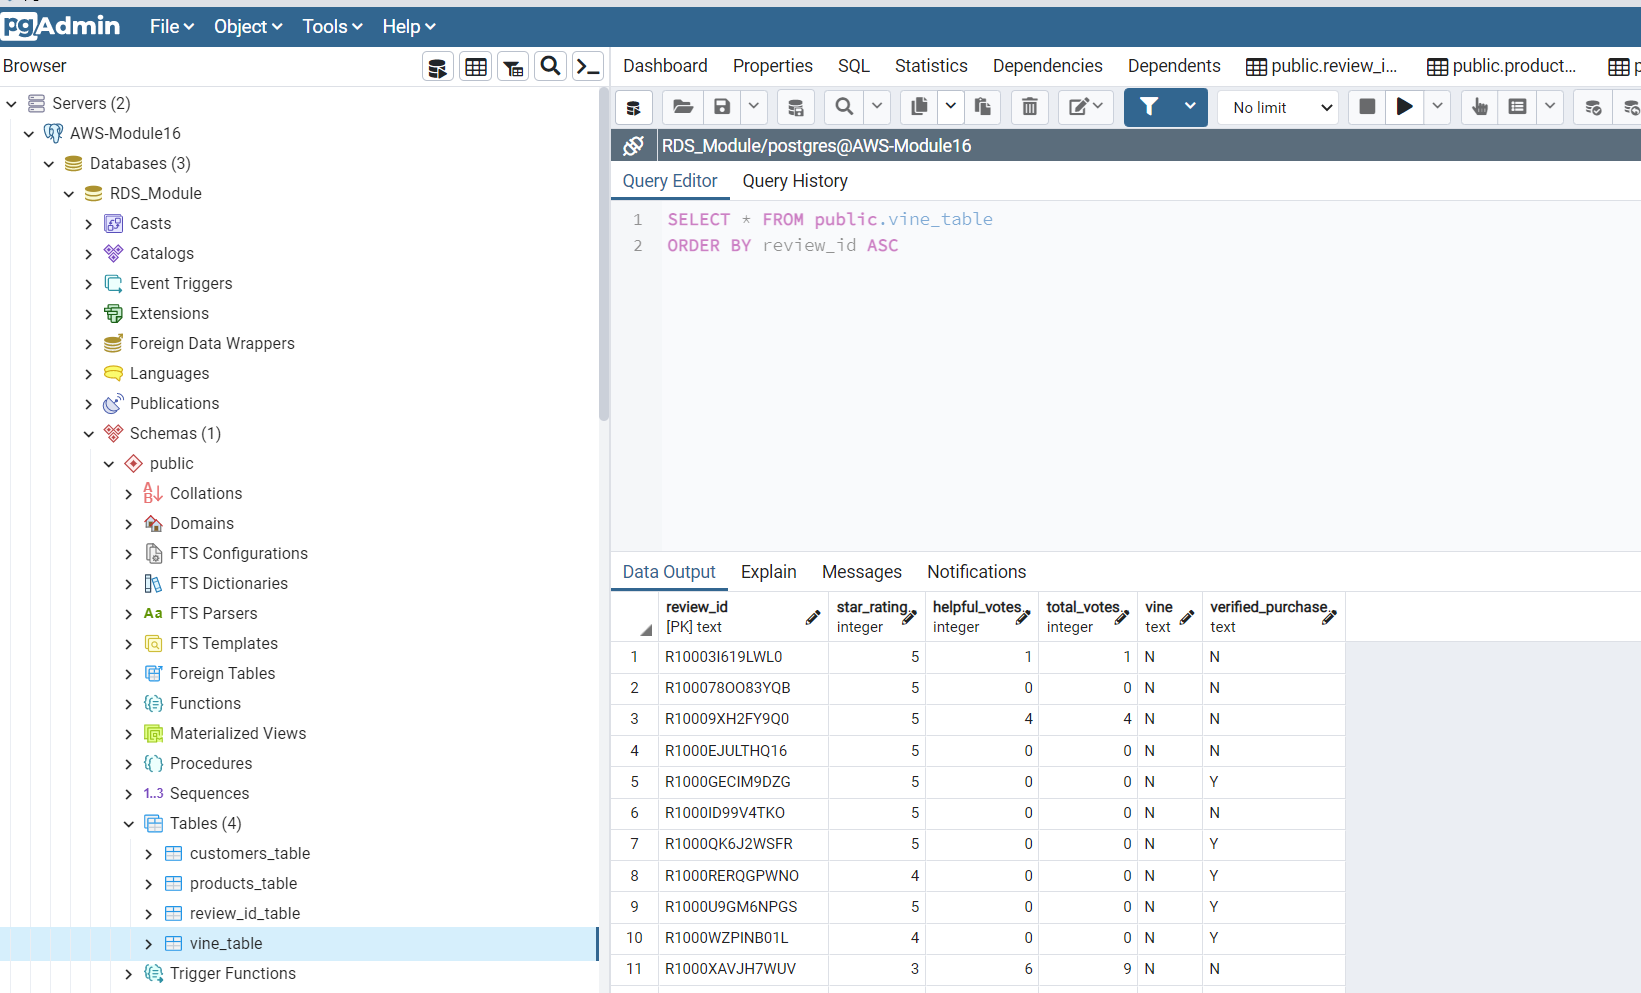 pgAdmin File Object Tools Help
Browser
Dashboard Properties SQL Statistics Dependencies Dependents public.review_i... public.product...
Servers (2)
AWS-Module16
Databases (3)
RDS_Module
Casts
Catalogs
Event Triggers
Extensions
Foreign Data Wrappers
Languages
Publications
Schemas (1)
public
Collations
Domains
FTS Configurations
FTS Dictionaries
Aa FTS Parsers
FTS Templates
Foreign Tables
Functions
Materialized Views
Procedures
1..3 Sequences
Tables (4)
customers_table
products_table
review_id_table
vine_table
Trigger Functions
No limit
RDS_Module/postgres@AWS-Module16
Query Editor Query History
1 SELECT * FROM public.vine_table
2 ORDER BY review_id ASC
Data Output Explain Messages Notifications
review_id star_rating helpful_votes total_votes vine verified_purchase
[PK] text integer integer integer text text
1 R10003I619LWL0 5 1 1 N N
2 R100078OO83YQB 5 0 0 N N
3 R10009XH2FY9Q0 5 4 4 N N
4 R1000EJULTHQ16 5 0 0 N N
5 R1000GECIM9DZG 5 0 0 N Y
6 R1000ID99V4TKO 5 0 0 N N
7 R1000QK6J2WSFR 5 0 0 N Y
8 R1000RERQGPWNO 4 0 0 N Y
9 R1000U9GM6NPGS 5 0 0 N Y
10 R1000WZPINB01L 4 0 0 N Y
11 R1000XAVJH7WUV 3 6 9 N N